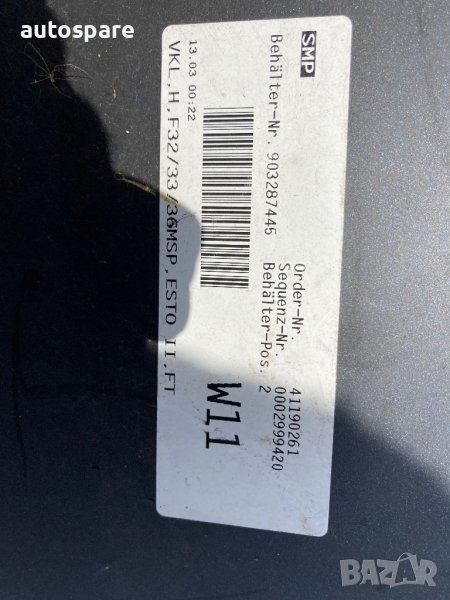 autospare
SMP
Behälter-Nr. 903287445
Order-Nr. 41190261
Sequenz-Nr. 0002999420
Behälter-Pos. 2
13.03 00:22
W11
VKL,H,F32/33/36MSP,ESTO II,FT
BAZAR